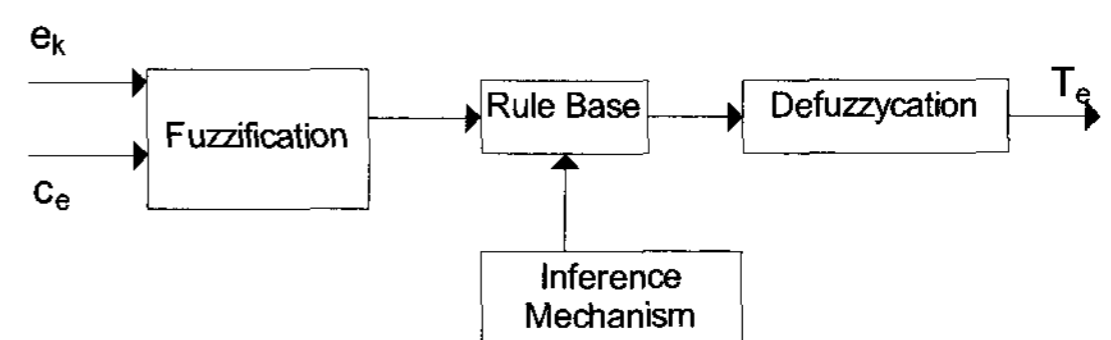 e_k
c_e
Fuzzification
Rule Base
Defuzzycation
T_e
Inference
Mechanism